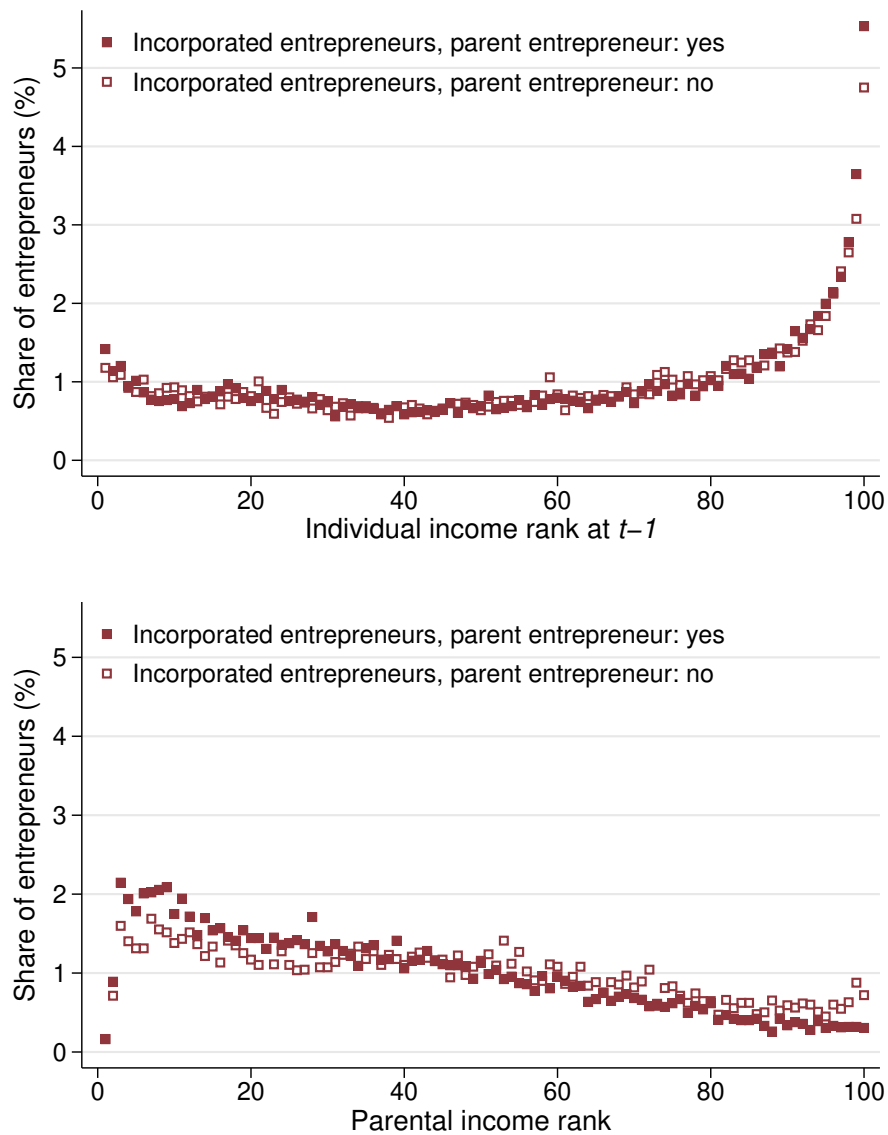 Incorporated entrepreneurs, parent entrepreneur: yes
Incorporated entrepreneurs, parent entrepreneur: no
Share of entrepreneurs (%)
5
4
3
2
1
0
0 20 40 60 80 100
Individual income rank at t−1
Incorporated entrepreneurs, parent entrepreneur: yes
Incorporated entrepreneurs, parent entrepreneur: no
Share of entrepreneurs (%)
5
4
3
2
1
0
0 20 40 60 80 100
Parental income rank